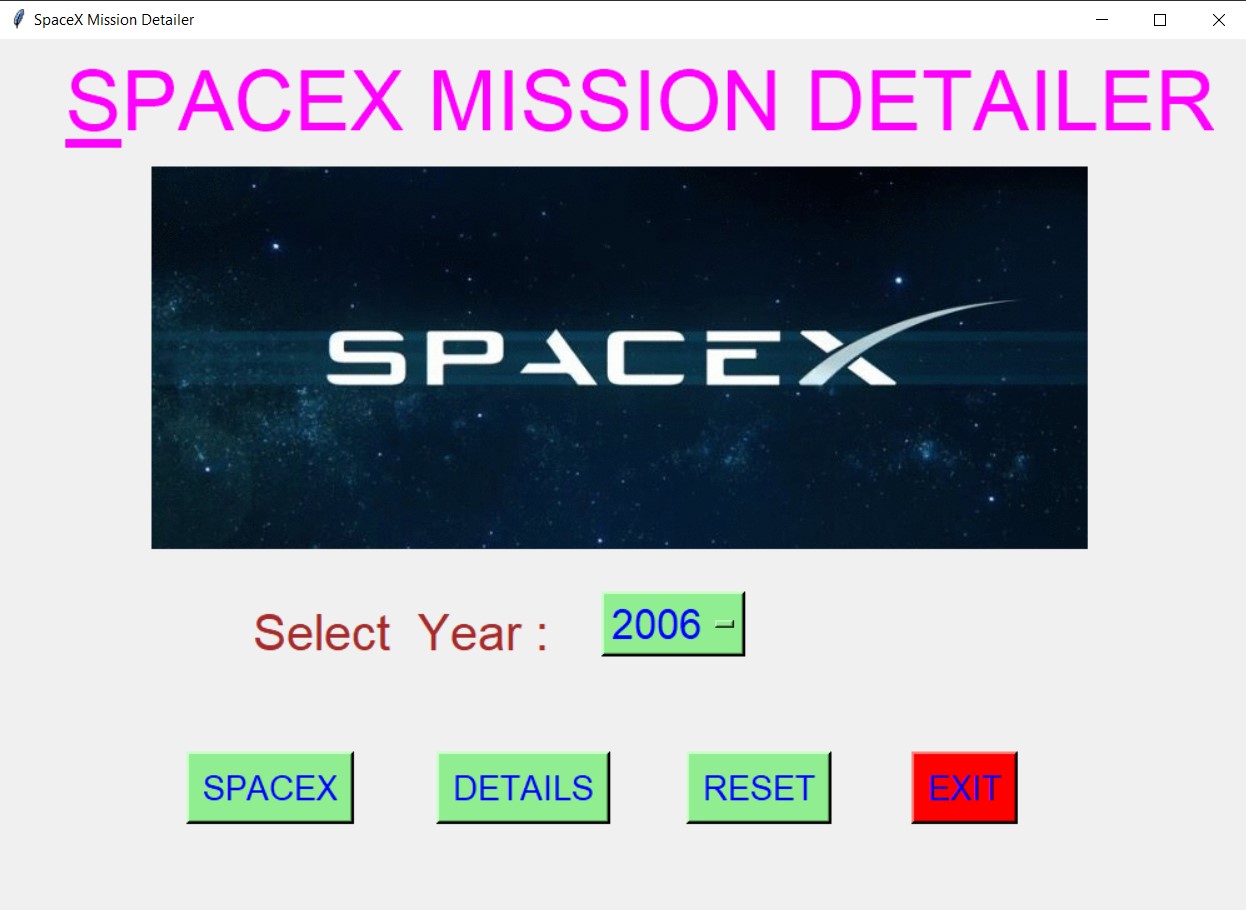 SpaceX Mission Detailer
SPACEX MISSION DETAILER
SPACEX
Select Year :
2006
SPACEX
DETAILS
RESET
EXIT